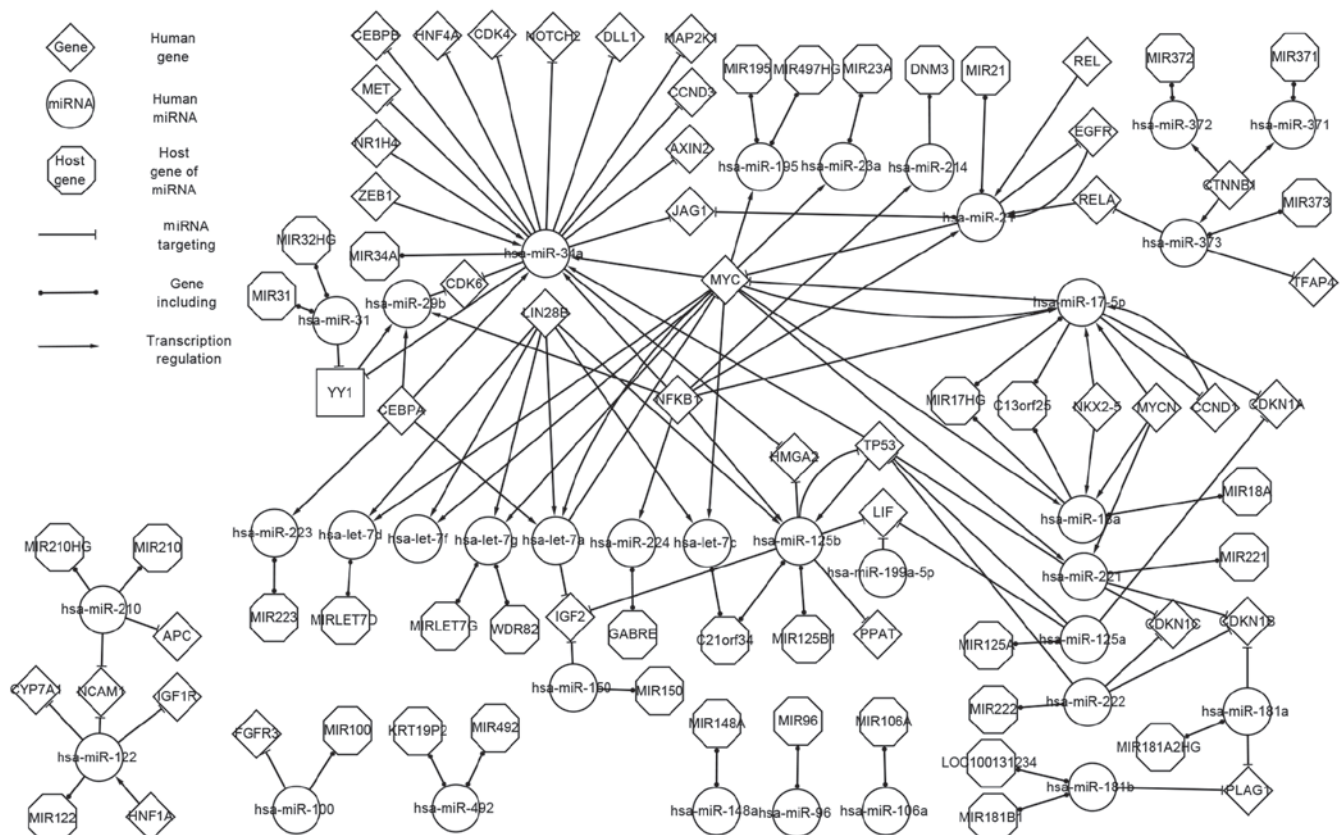 Gene
Human
gene
miRNA
Human
miRNA
Host
gene
Host
gene of
miRNA
miRNA
targeting
Gene
including
Transcription
regulation
CEBPB
HNF4A
CDK4
NOTCH2
DLL1
MAP2K1
MET
CCND3
NR1H4
AXIN2
ZEB1
JAG1
MIR32HG
MIR34A
hsa-miR-34a
MIR31
hsa-miR-31
hsa-miR-29b
CDK6
LIN28B
YY1
CEBPA
MIR195
MIR497HG
MIR23A
DNM3
MIR21
REL
EGFR
hsa-miR-195
hsa-miR-23a
hsa-miR-214
hsa-miR-21
RELA
MIR372
MIR371
hsa-miR-372
hsa-miR-371
CTNNB1
MIR373
hsa-miR-373
TFAP4
MYC
hsa-miR-17-5p
NFKB1
MIR17HG
C13orf25
NKX2-5
MYCN
CCND1
CDKN1A
HMGA2
TP53
LIF
hsa-miR-18a
MIR18A
hsa-miR-223
hsa-let-7d
hsa-let-7f
hsa-let-7g
hsa-let-7a
hsa-miR-224
hsa-let-7c
hsa-miR-125b
hsa-miR-199a-5p
hsa-miR-221
MIR221
MIR210HG
MIR210
hsa-miR-210
APC
MIR223
MIRLET7D
MIRLET7G
WDR82
IGF2
GABRE
C21orf34
MIR125B1
PPAT
MIR125A
hsa-miR-125a
CDKN1C
CDKN1B
CYP7A1
NCAM1
IGF1R
hsa-miR-150
MIR150
MIR222
hsa-miR-222
hsa-miR-181a
hsa-miR-122
FGFR3
MIR100
KRT19P2
MIR492
MIR148A
MIR96
MIR106A
MIR181A2HG
LOC100131234
hsa-miR-181b
PLAG1
MIR122
HNF1A
hsa-miR-100
hsa-miR-492
hsa-miR-148a
hsa-miR-96
hsa-miR-106a
MIR181B1